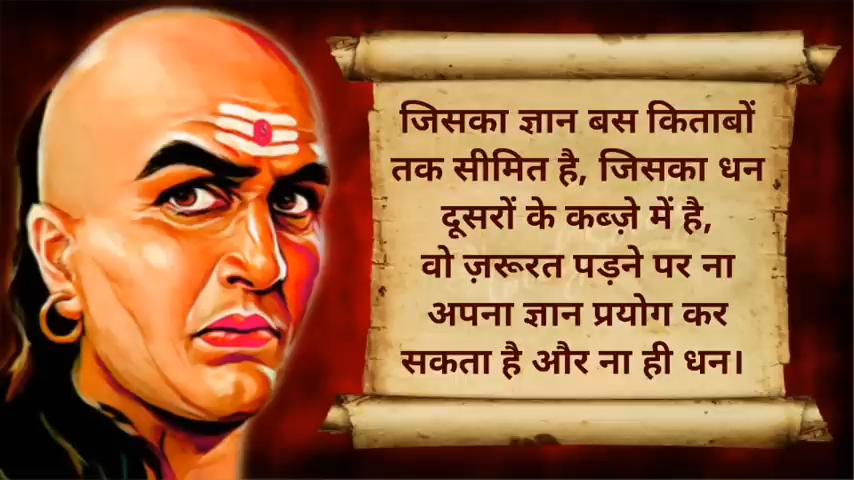 जिसका ज्ञान बस किताबों
तक सीमित है, जिसका धन
दूसरों के कब्ज़े में है,
वो ज़रूरत पड़ने पर ना
अपना ज्ञान प्रयोग कर
सकता है और ना ही धन।